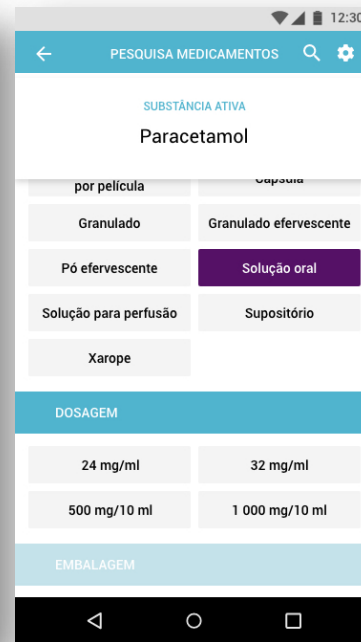 12:30
PESQUISA MEDICAMENTOS
SUBSTÂNCIA ATIVA
Paracetamol
por película
Cápsula
Granulado
Granulado efervescente
Pó efervescente
Solução oral
Solução para perfusão
Supositório
Xarope
DOSAGEM
24 mg/ml
32 mg/ml
500 mg/10 ml
1 000 mg/10 ml
EMBALAGEM